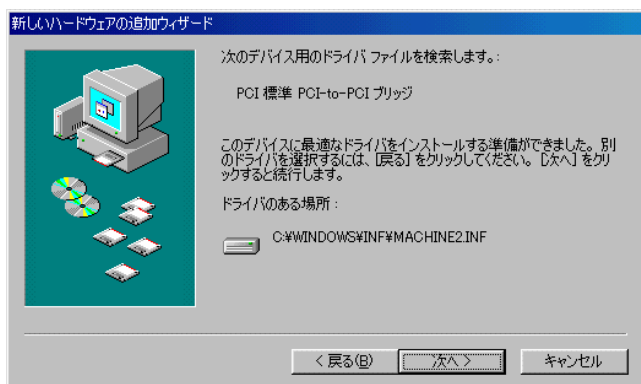 新しいハードウェアの追加ウィザード
次のデバイス用のドライバ ファイルを検索します。:
PCI 標準 PCI-to-PCI ブリッジ
このデバイスに最適なドライバをインストールする準備ができました。別
のドライバを選択するには、[戻る] をクリックしてください。[次へ] をクリ
ックすると続行します。
ドライバのある場所 :
C:¥WINDOWS¥INF¥MACHINE2.INF
< 戻る(B)
次へ >
キャンセル